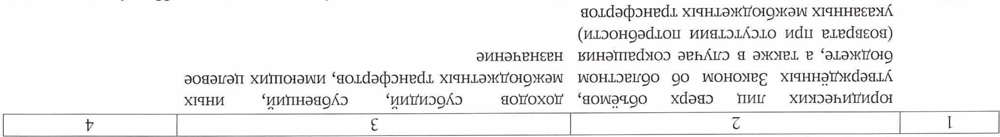 1 2 3 4
юридических лиц сверх объёмов,
утверждённых Законом об областном
бюджете, а также в случае сокращения
(возврата при отсутствии потребности)
указанных межбюджетных трансфертов
доходов субсидий, субвенций, иных
межбюджетных трансфертов, имеющих целевое
назначение